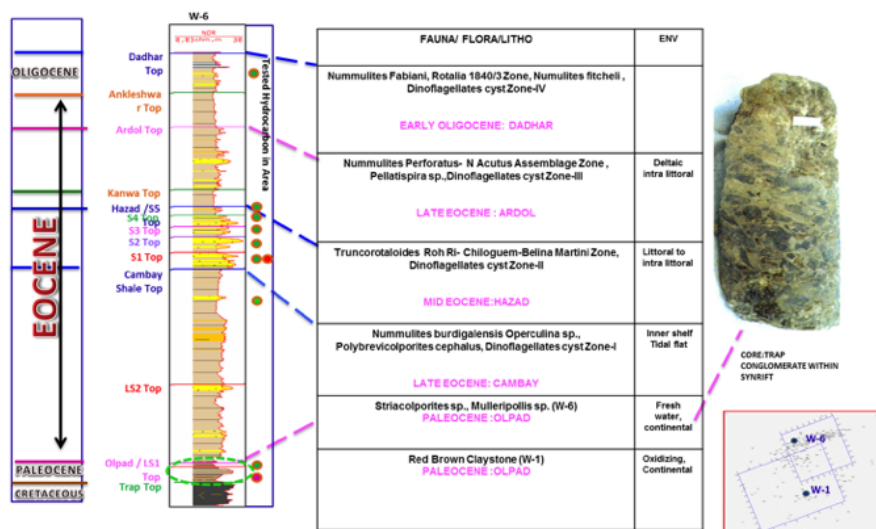 W-6
NOR
OLIGOCENE
EOCENE
PALEOCENE
CRETACEOUS
Dadhar
Top
Ankleshwa
r Top
Ardol Top
Kanwa Top
Hazad /S5
Top
S4 Top
S3 Top
S2 Top
S1 Top
Cambay
Shale Top
LS2 Top
Olpad / LS1
Top
Trap Top
Tested Hydrocarbon in Area
FAUNA/ FLORA/LITHO
ENV
Nummulites Fabiani, Rotalia 1840/3 Zone, Numulites fitcheli ,
Dinoflagellates cyst Zone-IV
EARLY OLIGOCENE: DADHAR
Nummulites Perforatus- N Acutus Assemblage Zone ,
Pellatispira sp.,Dinoflagellates cyst Zone-III
LATE EOCENE : ARDOL
Deltaic
intra littoral
Truncorotaloides Roh Ri- Chiloguem-Belina Martini Zone,
Dinoflagellates cyst Zone-II
MID EOCENE:HAZAD
Littoral to
intra littoral
Nummulites burdigalensis Operculina sp.,
Polybrevicolporites cephalus, Dinoflagellates cyst Zone-I
LATE EOCENE: CAMBAY
Inner shelf
Tidal flat
Striacolporites sp., Mulleripollis sp. (W-6)
PALEOCENE :OLPAD
Fresh
water,
continental
Red Brown Claystone (W-1)
PALEOCENE :OLPAD
Oxidizing,
Continental
CORE:TRAP
CONGLOMERATE WITHIN
SYNRIFT
W-6
W-1